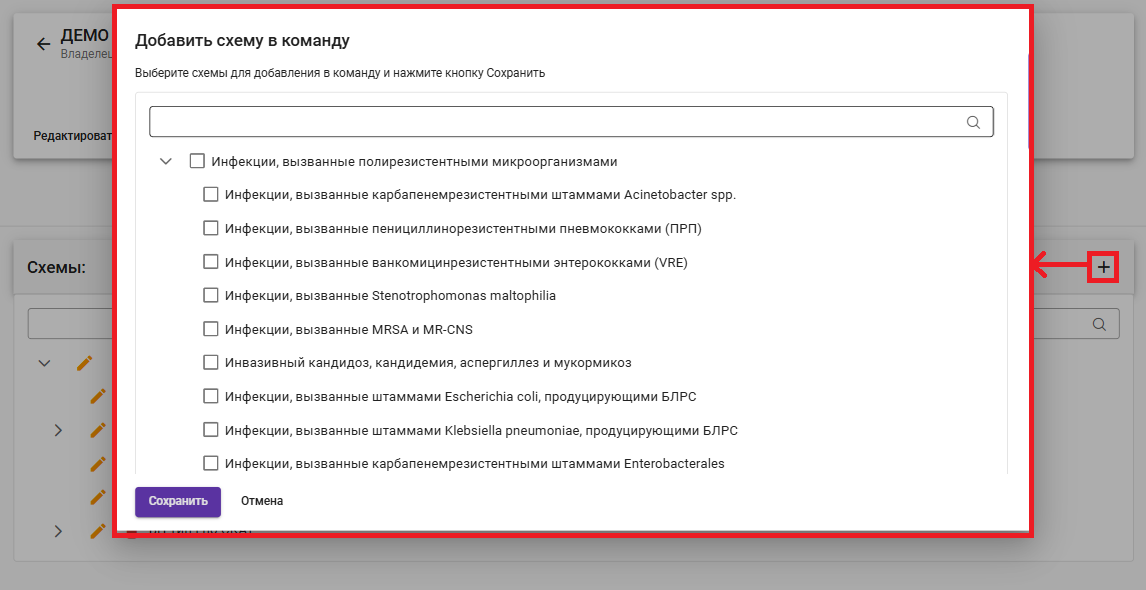 ДЕМО
Владелец
Редактироват
Добавить схему в команду
Выберите схемы для добавления в команду и нажмите кнопку Сохранить
Инфекции, вызванные полирезистентными микроорганизмами
Инфекции, вызванные карбапенемрезистентными штаммами Acinetobacter spp.
Инфекции, вызванные пенициллинорезистентными пневмококками (ПРП)
Инфекции, вызванные ванкомицинрезистентными энтерококками (VRE)
Инфекции, вызванные Stenotrophomonas maltophilia
Инфекции, вызванные MRSA и MR-CNS
Инвазивный кандидоз, кандидемия, аспергиллез и мукормикоз
Инфекции, вызванные штаммами Escherichia coli, продуцирующими БЛРС
Инфекции, вызванные штаммами Klebsiella pneumoniae, продуцирующими БЛРС
Инфекции, вызванные карбапенемрезистентными штаммами Enterobacterales
Сохранить
Отмена
Схемы: